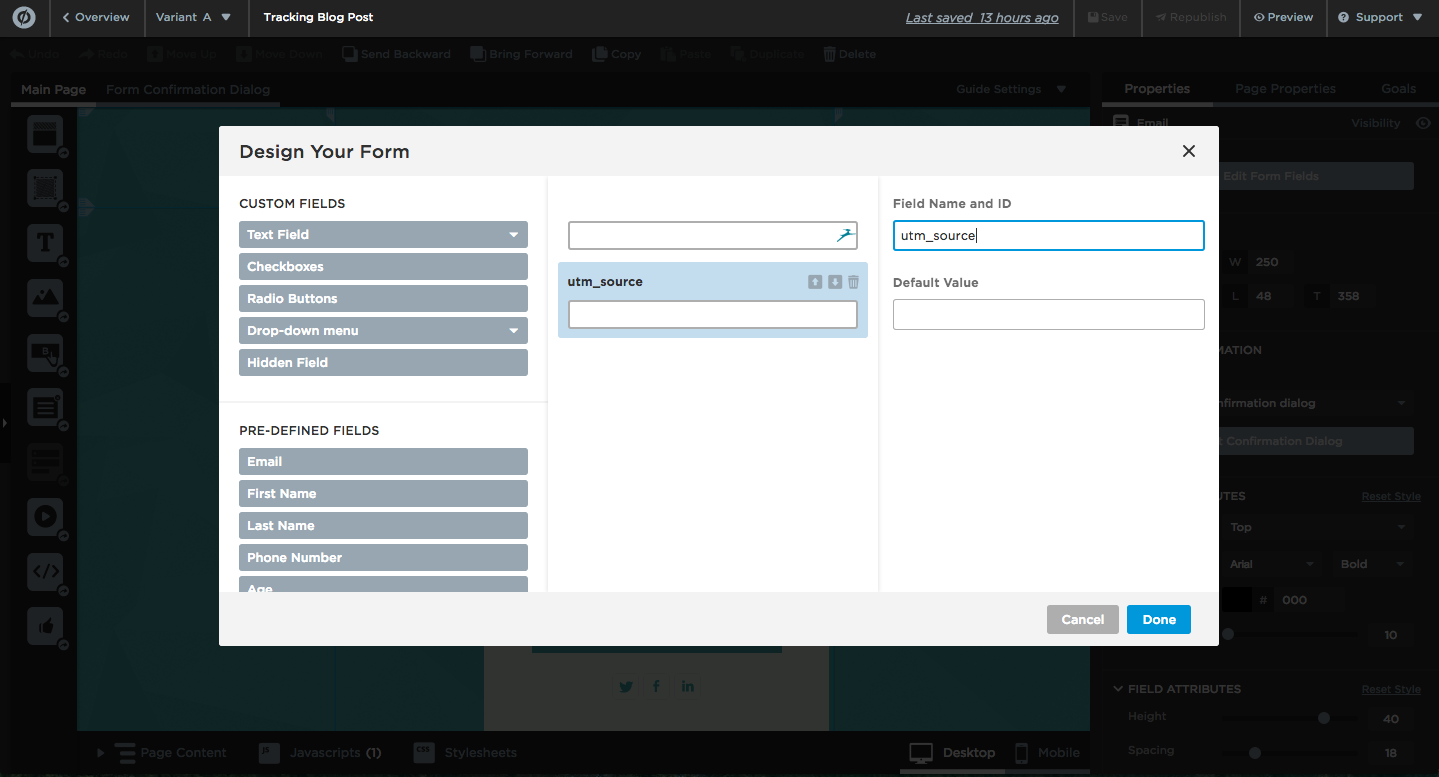 Overview
Variant A
Tracking Blog Post
Last saved 13 hours ago
Save
Republish
Preview
Support
Undo
Redo
Move Up
Move Down
Send Backward
Bring Forward
Copy
Paste
Duplicate
Delete
Main Page
Form Confirmation Dialog
Guide Settings
Properties
Page Properties
Goals
Email
Visibility
Edit Form Fields
W 250
L 48 T 358
MATION
nfirmation dialog
t Confirmation Dialog
UTES
Reset Style
Top
Arial
Bold
# 000
10
FIELD ATTRIBUTES
Reset Style
Height
40
Spacing
18
Design Your Form
CUSTOM FIELDS
Text Field
Checkboxes
Radio Buttons
Drop-down menu
Hidden Field
PRE-DEFINED FIELDS
Email
First Name
Last Name
Phone Number
Age
utm_source
Field Name and ID
utm_source
Default Value
Cancel
Done
T
B
</>
in
Page Content
JS
Javascripts (1)
CSS
Stylesheets
Desktop
Mobile